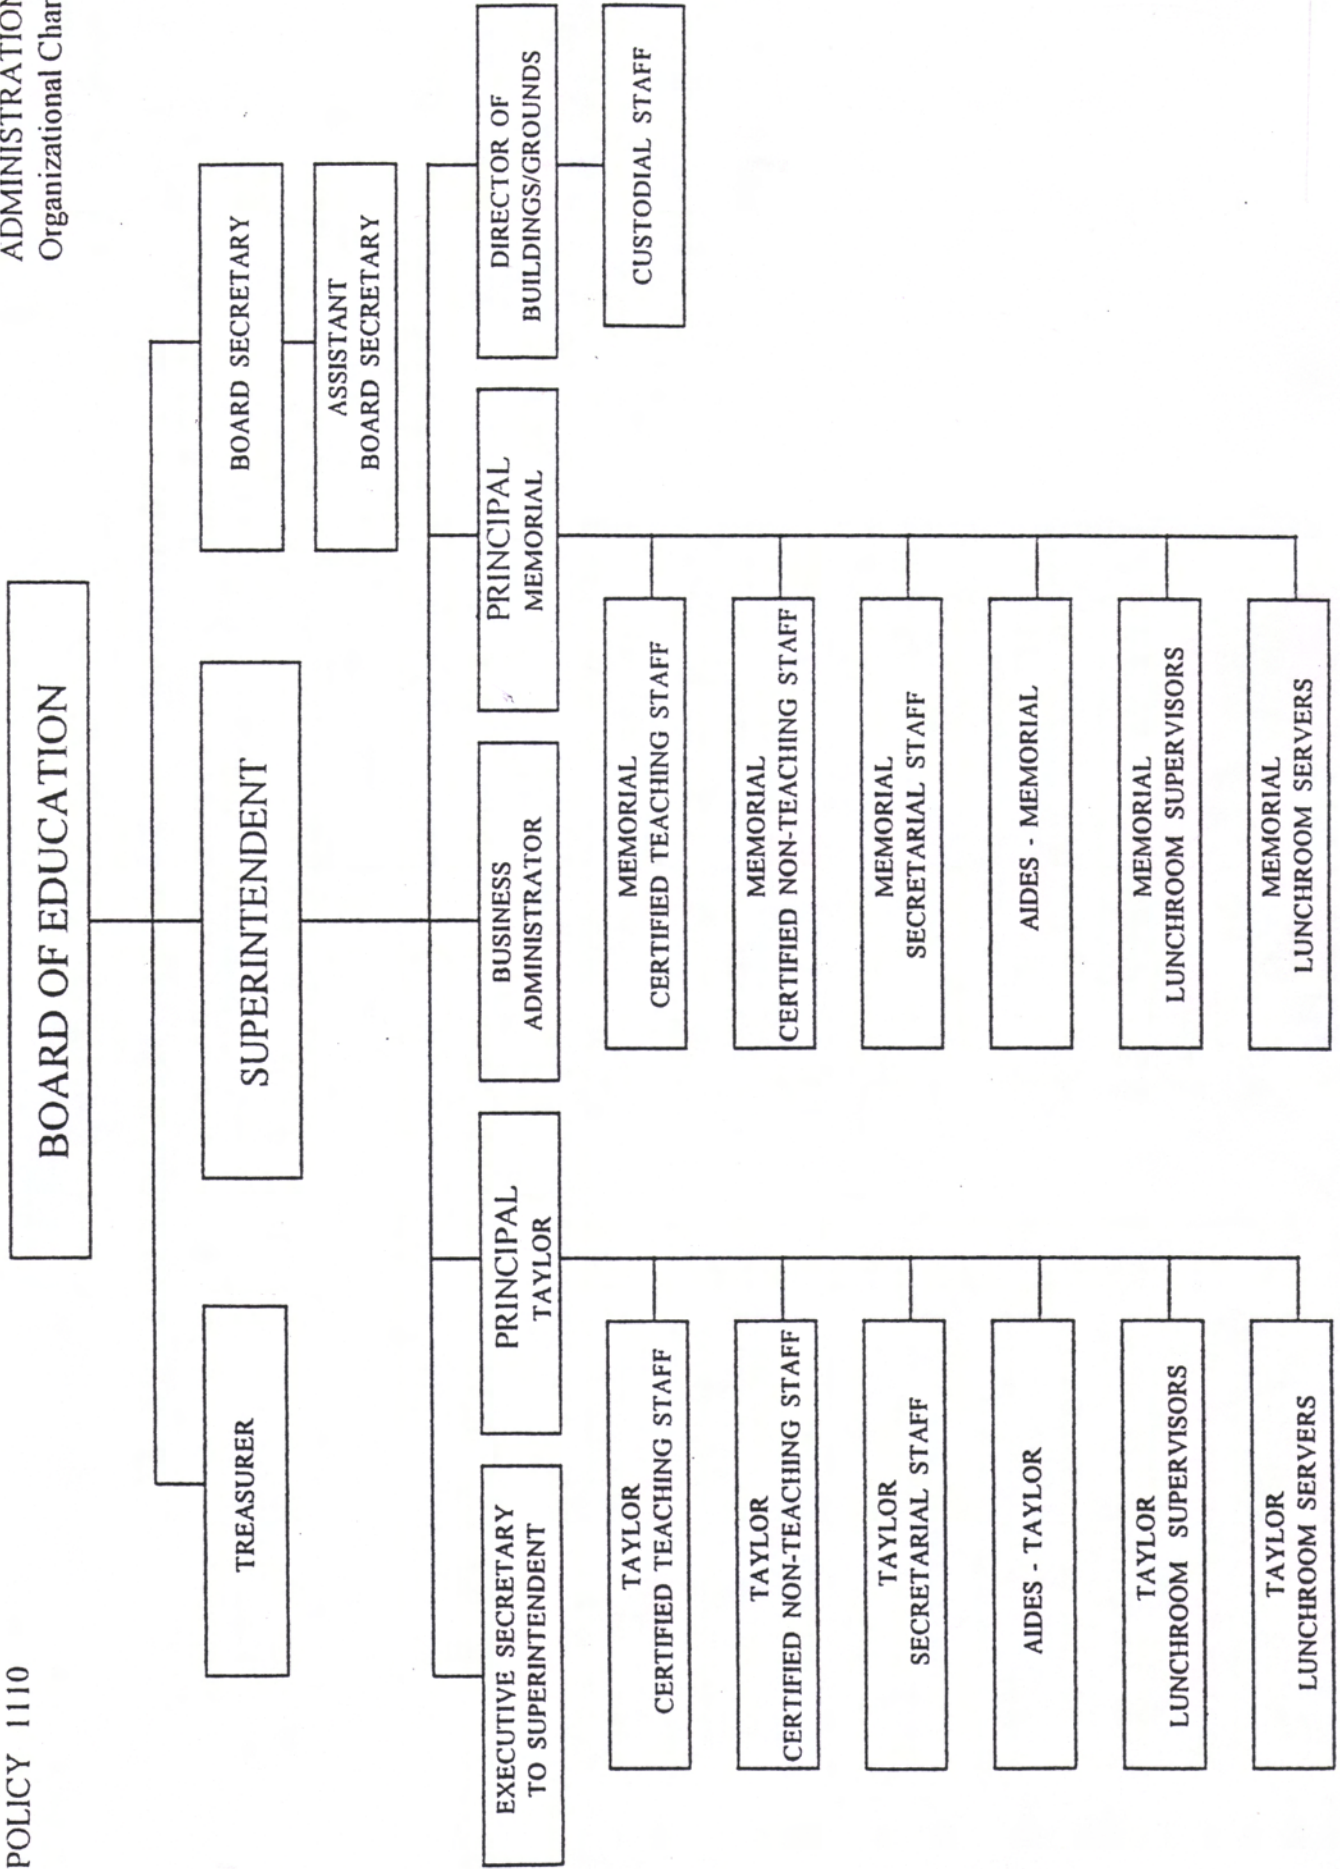 POLICY 1110
ADMINISTRATION
Organizational Char
BOARD OF EDUCATION
TREASURER
SUPERINTENDENT
BOARD SECRETARY
ASSISTANT
BOARD SECRETARY
EXECUTIVE SECRETARY
TO SUPERINTENDENT
PRINCIPAL
TAYLOR
BUSINESS
ADMINISTRATOR
PRINCIPAL
MEMORIAL
DIRECTOR OF
BUILDINGS/GROUNDS
TAYLOR
CERTIFIED TEACHING STAFF
TAYLOR
CERTIFIED NON-TEACHING STAFF
TAYLOR
SECRETARIAL STAFF
AIDES - TAYLOR
TAYLOR
LUNCHROOM SUPERVISORS
TAYLOR
LUNCHROOM SERVERS
MEMORIAL
CERTIFIED TEACHING STAFF
MEMORIAL
CERTIFIED NON-TEACHING STAFF
MEMORIAL
SECRETARIAL STAFF
AIDES - MEMORIAL
MEMORIAL
LUNCHROOM SUPERVISORS
MEMORIAL
LUNCHROOM SERVERS
CUSTODIAL STAFF